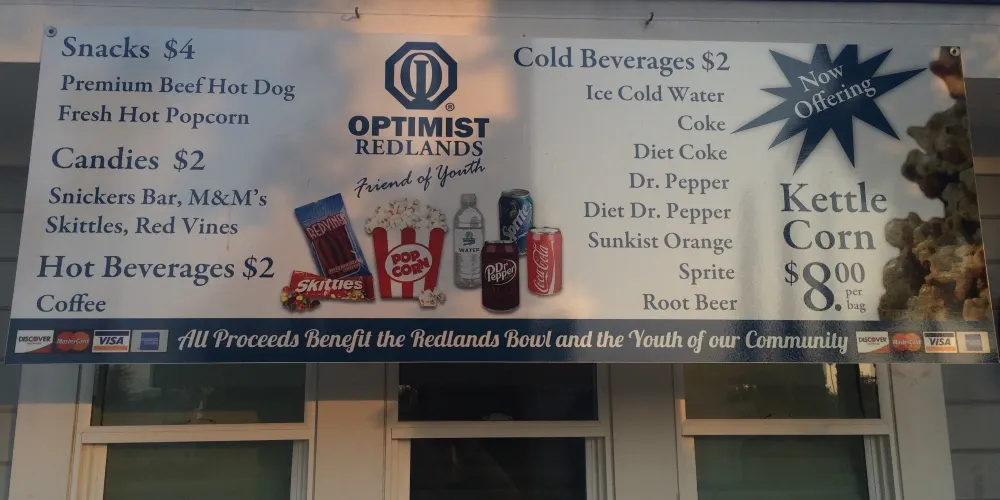 Snacks $4
Premium Beef Hot Dog
Fresh Hot Popcorn
Candies $2
Snickers Bar, M&M's
Skittles, Red Vines
Hot Beverages $2
Coffee
®
OPTIMIST
REDLANDS
Friend of Youth
REDVINES
Skittles
POP
CORN
WATER
Sprite
Dr Pepper
Coca-Cola
Cold Beverages $2
Ice Cold Water
Coke
Diet Coke
Dr. Pepper
Diet Dr. Pepper
Sunkist Orange
Sprite
Root Beer
Now
Offering
Kettle
Corn
$8.00
per
bag
DISCOVER MasterCard VISA
All Proceeds Benefit the Redlands Bowl and the Youth of our Community
DISCOVER MasterCard VISA